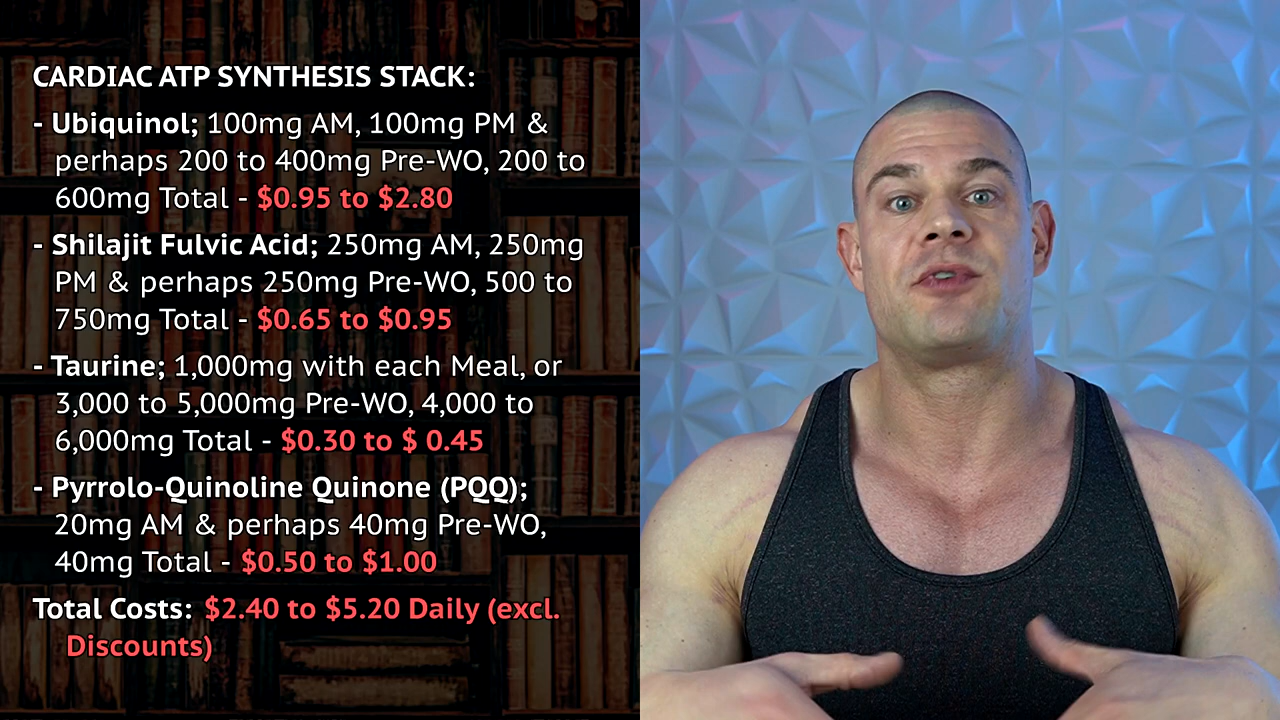 CARDIAC ATP SYNTHESIS STACK:
- Ubiquinol; 100mg AM, 100mg PM &
perhaps 200 to 400mg Pre-WO, 200 to
600mg Total - $0.95 to $2.80
- Shilajit Fulvic Acid; 250mg AM, 250mg
PM & perhaps 250mg Pre-WO, 500 to
750mg Total - $0.65 to $0.95
- Taurine; 1,000mg with each Meal, or
3,000 to 5,000mg Pre-WO, 4,000 to
6,000mg Total - $0.30 to $ 0.45
- Pyrrolo-Quinoline Quinone (PQQ);
20mg AM & perhaps 40mg Pre-WO,
40mg Total - $0.50 to $1.00
Total Costs: $2.40 to $5.20 Daily (excl.
Discounts)